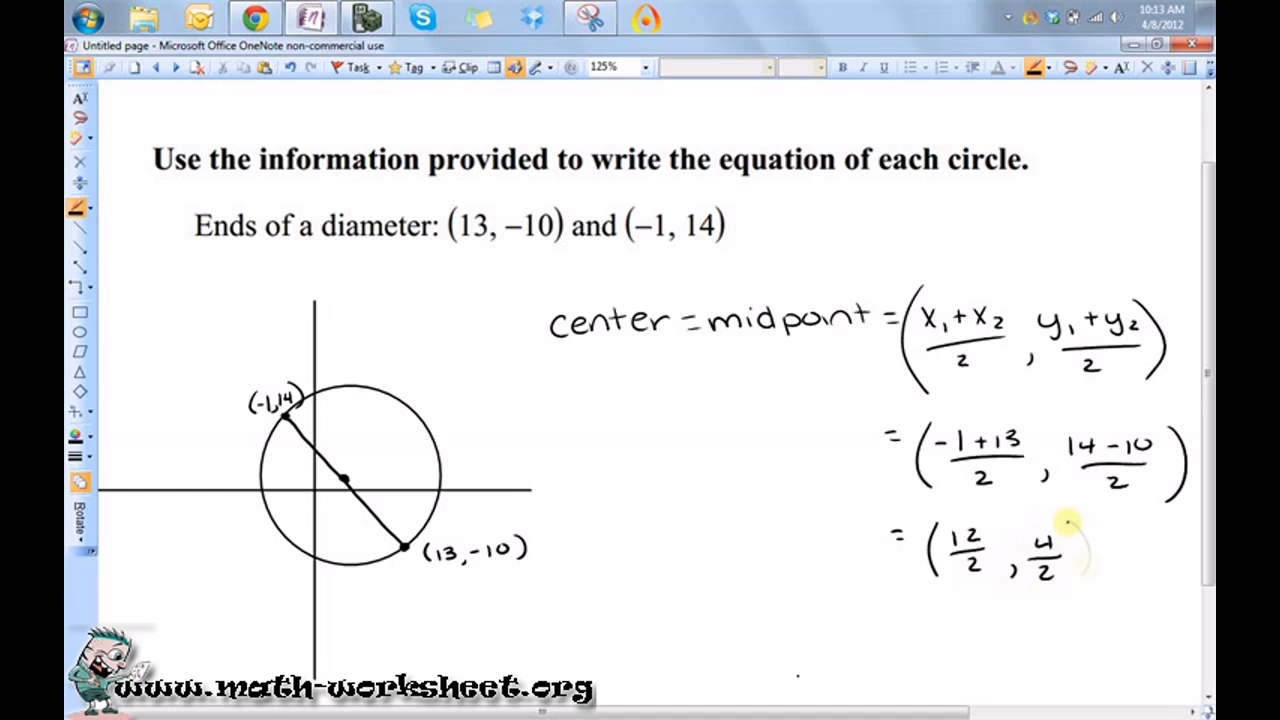 10:13 AM
4/8/2012
Untitled page - Microsoft Office OneNote non-commercial use
Task Tag Clip 125% B I U
Use the information provided to write the equation of each circle.
Ends of a diameter: (13, −10) and (−1, 14)
center = midpoint = (x₁ + x₂ / 2 , y₁ + y₂ / 2)
= (-1 + 13 / 2 , 14 - 10 / 2)
= (12 / 2 , 4 / 2)
(-1,14)
(13,-10)
Rotate
www.math-worksheet.org